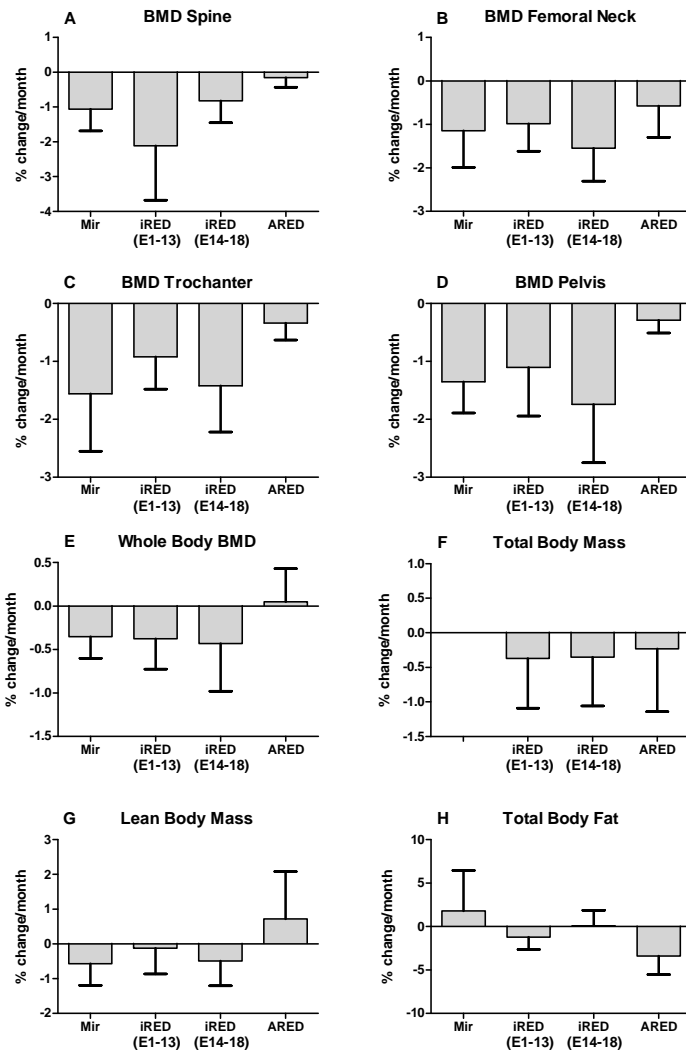 A BMD Spine
% change/month
1
0
-1
-2
-3
-4
Mir iRED (E1-13) iRED (E14-18) ARED
B BMD Femoral Neck
% change/month
1
0
-1
-2
-3
Mir iRED (E1-13) iRED (E14-18) ARED
C BMD Trochanter
% change/month
0
-1
-2
-3
Mir iRED (E1-13) iRED (E14-18) ARED
D BMD Pelvis
% change/month
0
-1
-2
-3
Mir iRED (E1-13) iRED (E14-18) ARED
E Whole Body BMD
% change/month
0.5
0.0
-0.5
-1.0
-1.5
Mir iRED (E1-13) iRED (E14-18) ARED
F Total Body Mass
% change/month
1.0
0.5
0.0
-0.5
-1.0
-1.5
iRED (E1-13) iRED (E14-18) ARED
G Lean Body Mass
% change/month
3
2
1
0
-1
-2
Mir iRED (E1-13) iRED (E14-18) ARED
H Total Body Fat
% change/month
10
5
0
-5
-10
Mir iRED (E1-13) iRED (E14-18) ARED